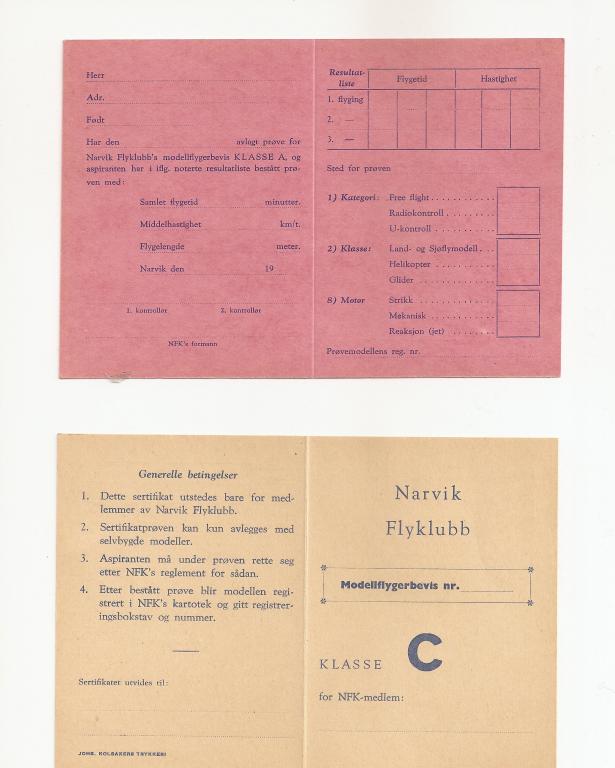 Herr
Adr.
Født
Har den avlagt prøve for
Narvik Flyklubb's modellflygerbevis KLASSE A, og
aspiranten har i iflg. noterte resultatliste bestått prø-
ven med:
Samlet flygetid minutter.
Middelhastighet km/t.
Flygelengde meter.
Narvik den 19
1. kontrollør 2. kontrollør
NFK's formann
Resultat-
liste
Flygetid Hastighet
1. flyging
2. —
3. —
Sted for prøven
1) Kategori: Free flight
Radiokontroll
U-kontroll
2) Klasse: Land- og Sjøflymodell
Helikopter
Glider
8) Motor Strikk
Mekanisk
Reaksjon (jet)
Prøvemodellens reg. nr.
Generelle betingelser
1. Dette sertifikat utstedes bare for med-
lemmer av Narvik Flyklubb.
2. Sertifikatprøven kan kun avlegges med
selvbygde modeller.
3. Aspiranten må under prøven rette seg
etter NFK's reglement for sådan.
4. Etter bestått prøve blir modellen regi-
strert i NFK's kartotek og gitt registrer-
ingsbokstav og nummer.
Sertifikatet utvides til:
JOHS. KOLBAKERS TRYKKERI
Narvik
Flyklubb
Modellflygerbevis nr.
KLASSE C
for NFK-medlem: